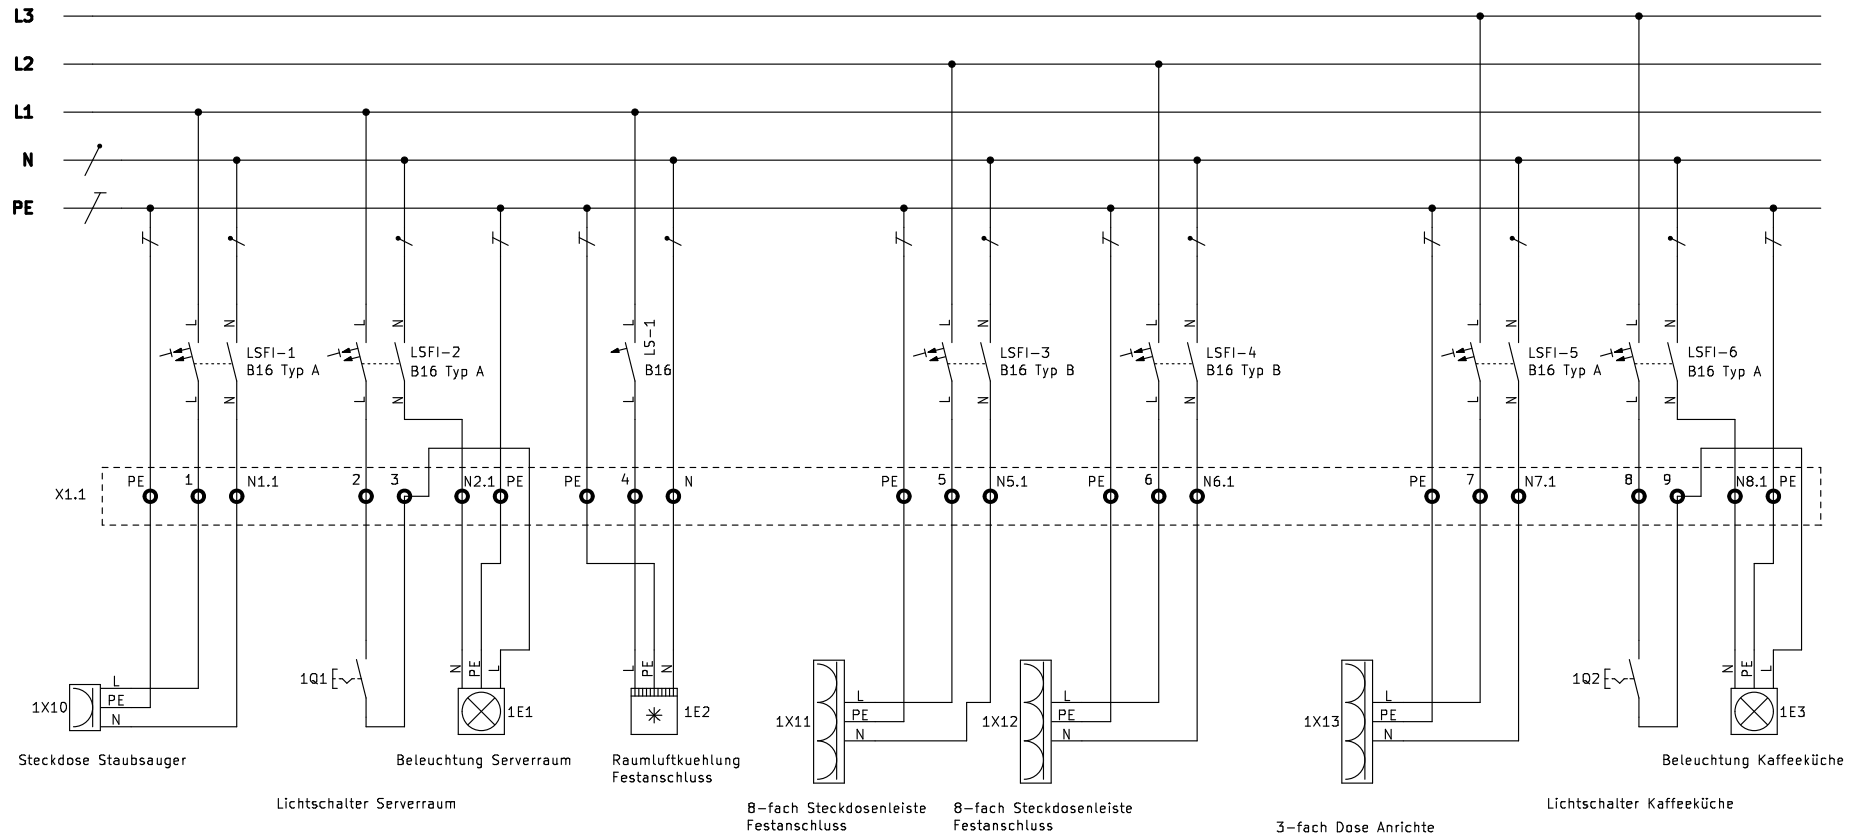 L3
L2
L1
N
PE
L N L N L LS-1 L N L N L N L N
LSFI-1
B16 Typ A
LSFI-2
B16 Typ A
B16
LSFI-3
B16 Typ B
LSFI-4
B16 Typ B
LSFI-5
B16 Typ A
LSFI-6
B16 Typ A
L N L N L L N L N L N L N
X1.1 PE 1 N1.1 2 3 N2.1 PE PE 4 N PE 5 N5.1 PE 6 N6.1 PE 7 N7.1 8 9 N8.1 PE
1X10 L
PE
N
1Q1
N PE L
1E1
L PE N
1E2
1X11 L
PE
N
1X12 L
PE
N
1X13 L
PE
N
1Q2
N PE L
1E3
Steckdose Staubsauger
Beleuchtung Serverraum
Raumluftkuehlung
Festanschluss
Beleuchtung Kaffeeküche
Lichtschalter Serverraum
8-fach Steckdosenleiste
Festanschluss
8-fach Steckdosenleiste
Festanschluss
3-fach Dose Anrichte
Lichtschalter Kaffeeküche